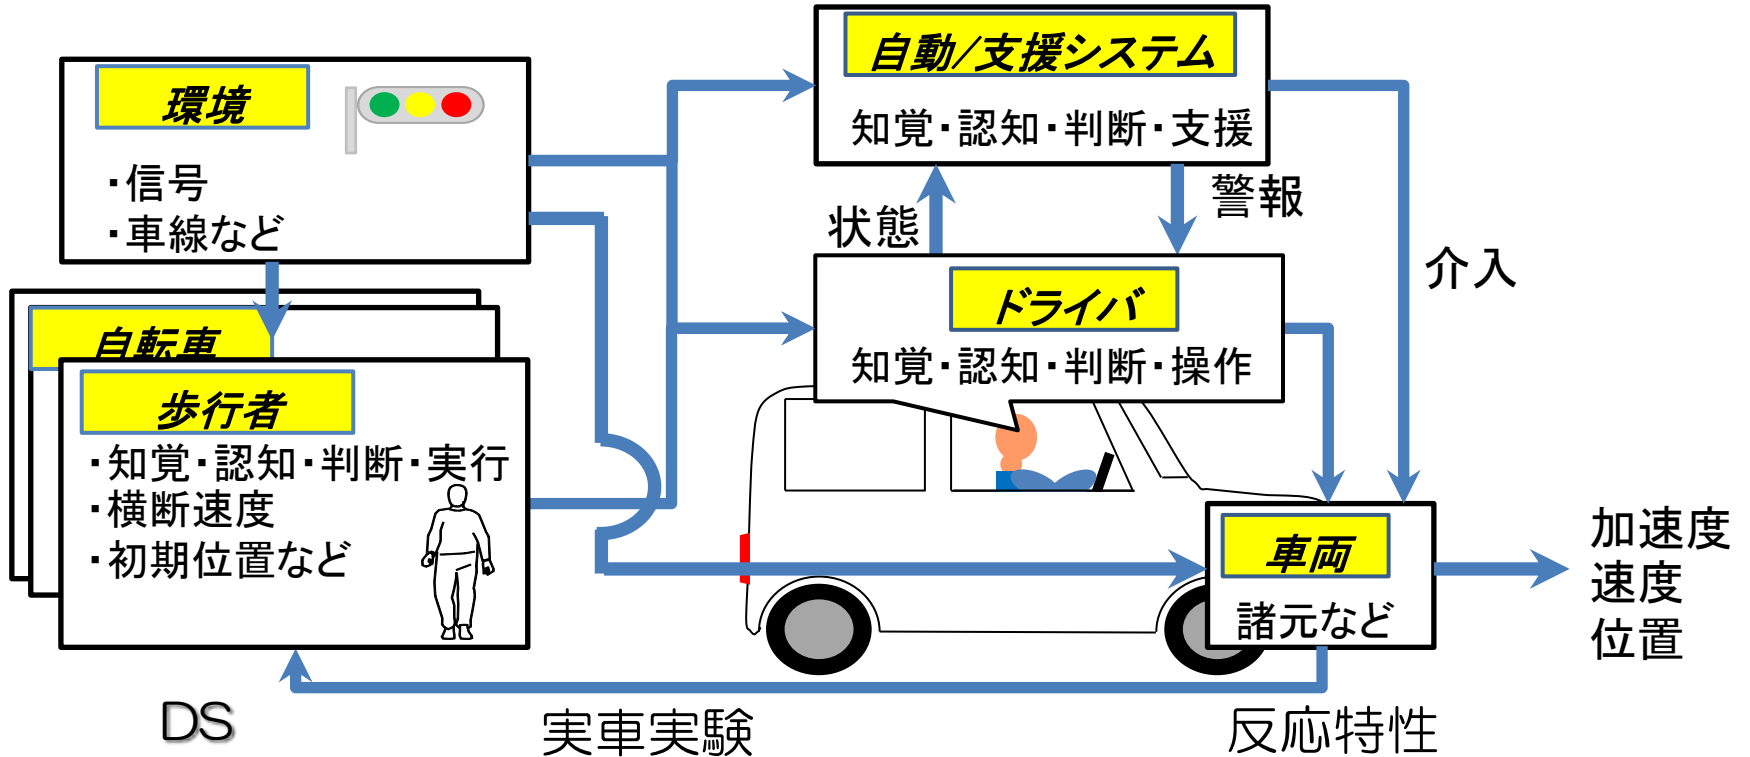 環境
・信号
・車線など
自転車
歩行者
・知覚・認知・判断・実行
・横断速度
・初期位置など
自動/支援システム
知覚・認知・判断・支援
状態
警報
介入
ドライバ
知覚・認知・判断・操作
車両
諸元など
加速度
速度
位置
DS
実車実験
反応特性